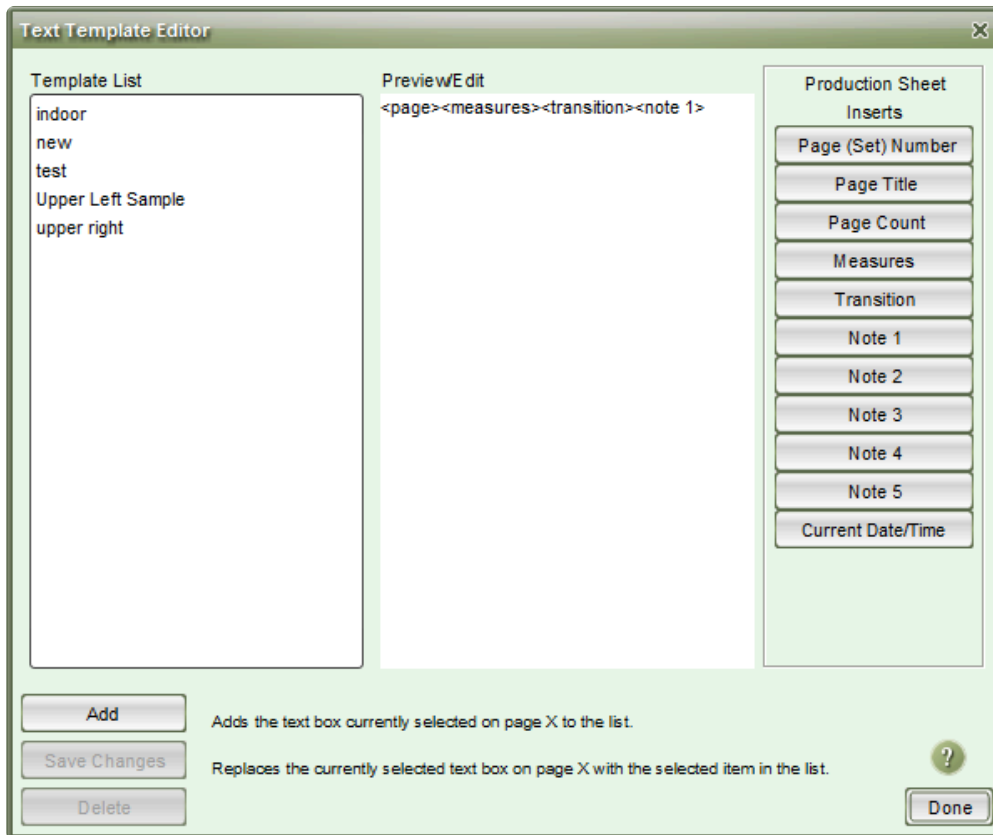 Text Template Editor
Template List
indoor
new
test
Upper Left Sample
upper right
Preview/Edit
<page><measures><transition><note 1>
Production Sheet
Inserts
Page (Set) Number
Page Title
Page Count
Measures
Transition
Note 1
Note 2
Note 3
Note 4
Note 5
Current Date/Time
Add
Adds the text box currently selected on page X to the list.
Save Changes
Replaces the currently selected text box on page X with the selected item in the list.
Delete
?
Done